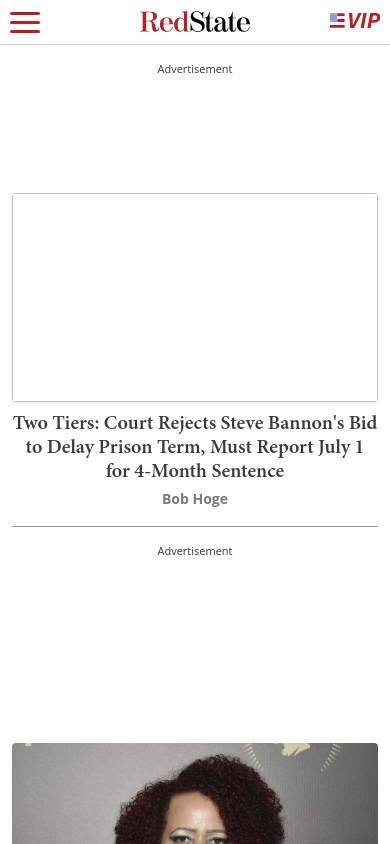 RedState
VIP
Advertisement
Two Tiers: Court Rejects Steve Bannon's Bid
to Delay Prison Term, Must Report July 1
for 4-Month Sentence
Bob Hoge
Advertisement